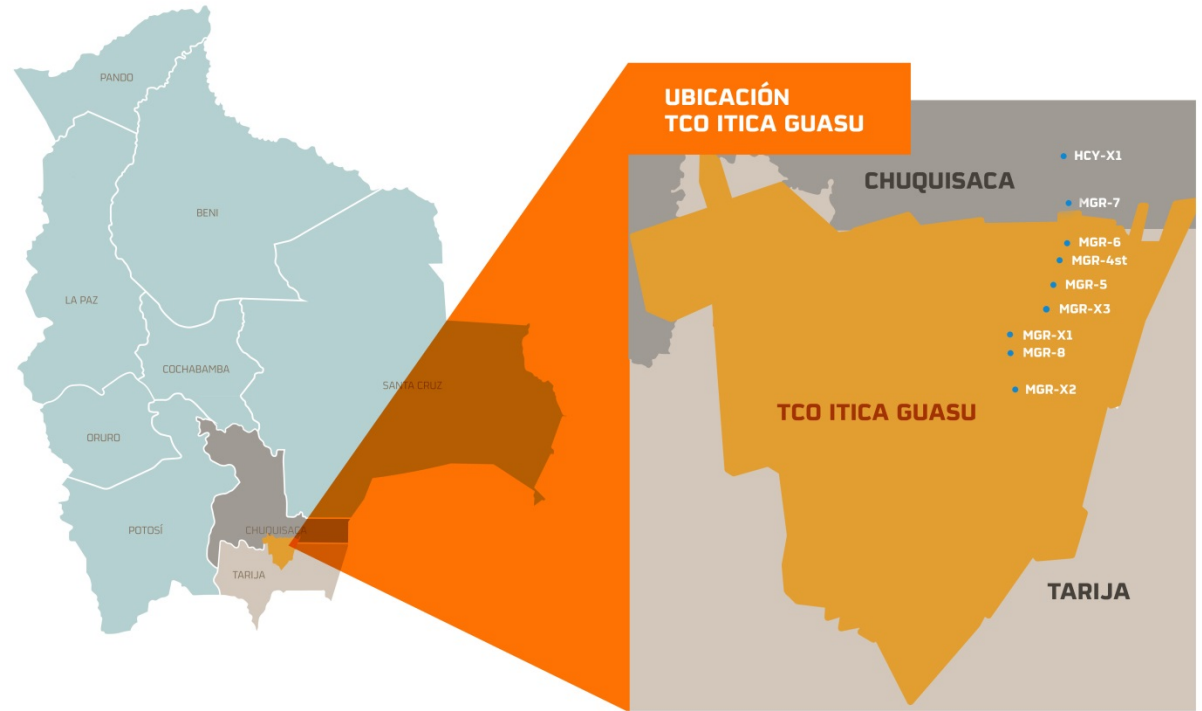 PANDO
BENI
LA PAZ
COCHABAMBA
SANTA CRUZ
ORURO
POTOSÍ
CHUQUISACA
TARIJA
UBICACIÓN
TCO ITICA GUASU
HCY-X1
CHUQUISACA
MGR-7
MGR-6
MGR-4st
MGR-5
MGR-X3
MGR-X1
MGR-8
MGR-X2
TCO ITICA GUASU
TARIJA